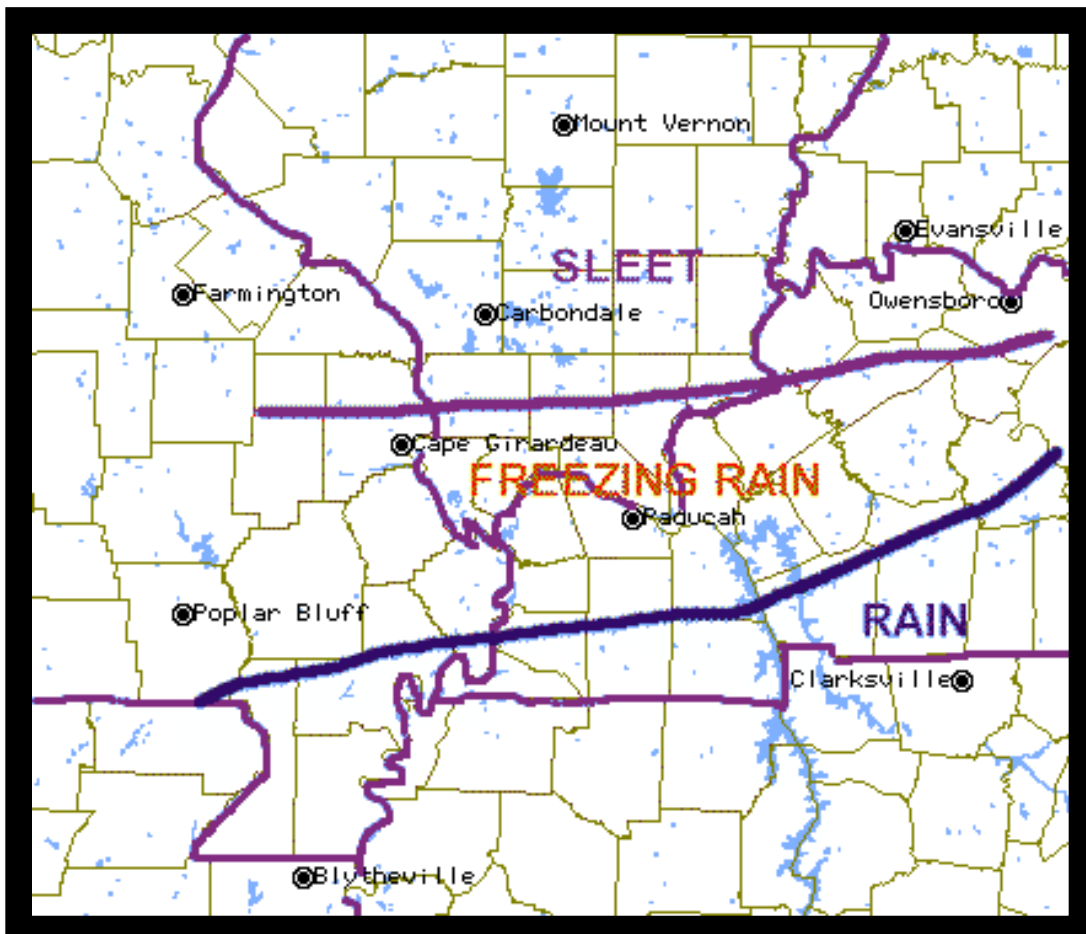 Mount Vernon
Evansville
SLEET
Farmington
Owensboro
Carbondale
Cape Girardeau
FREEZING RAIN
Paducah
Poplar Bluff
RAIN
Clarksville
Blytheville